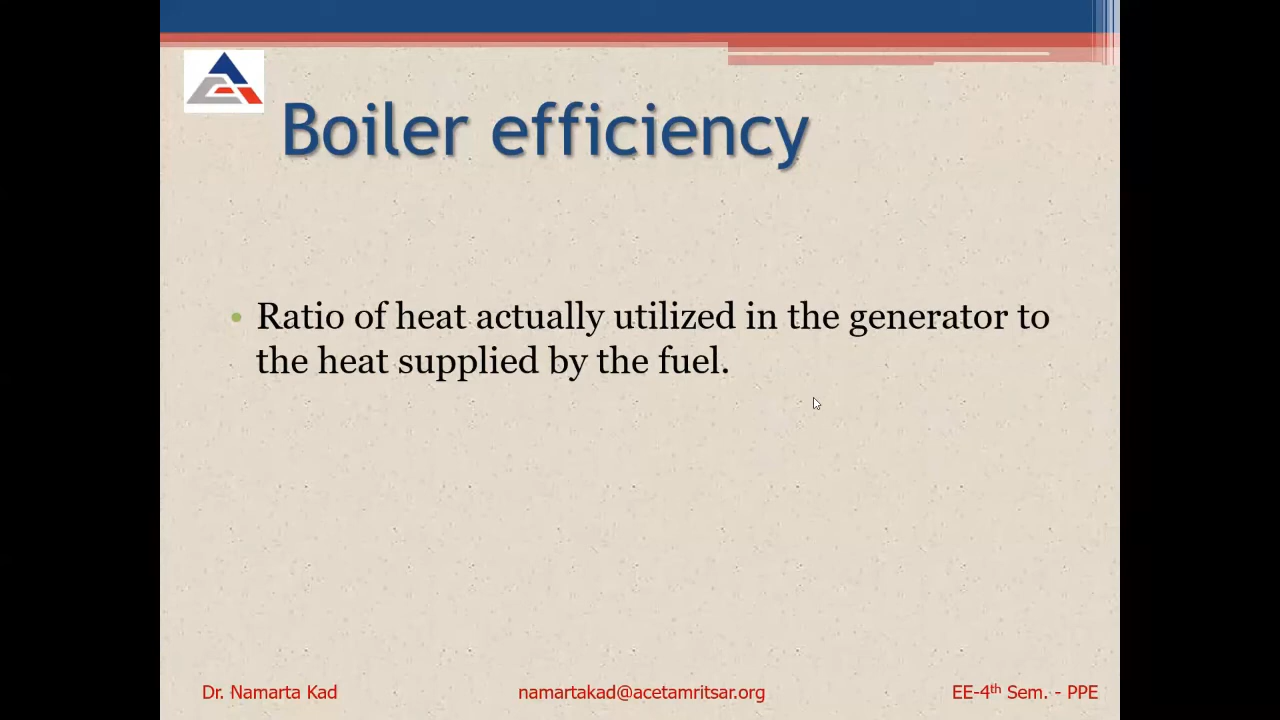 Boiler efficiency
• Ratio of heat actually utilized in the generator to
the heat supplied by the fuel.
Dr. Namarta Kad namartakad@acetamritsar.org EE-4th Sem. - PPE